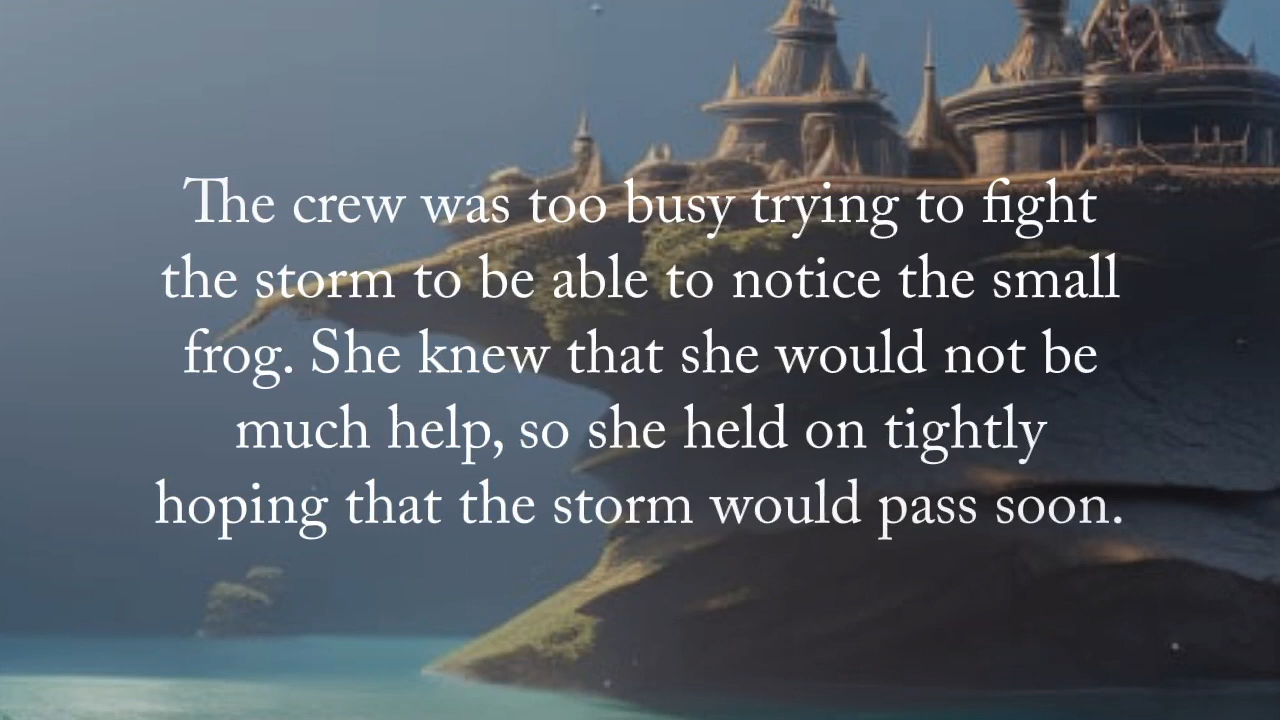 The crew was too busy trying to fight
the storm to be able to notice the small
frog. She knew that she would not be
much help, so she held on tightly
hoping that the storm would pass soon.